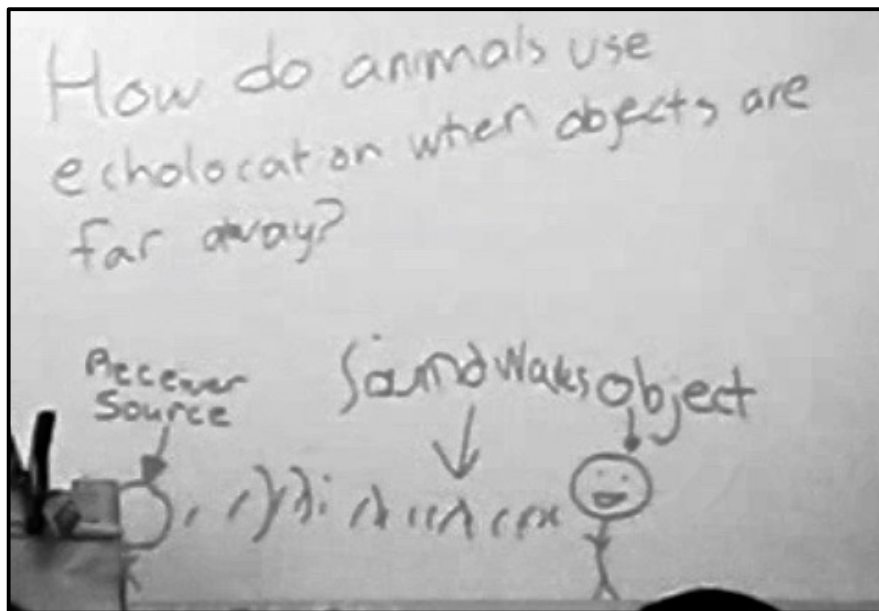 How do animals use
echolocation when objects are
far away?
Receiver
Source
Sound Waves
object